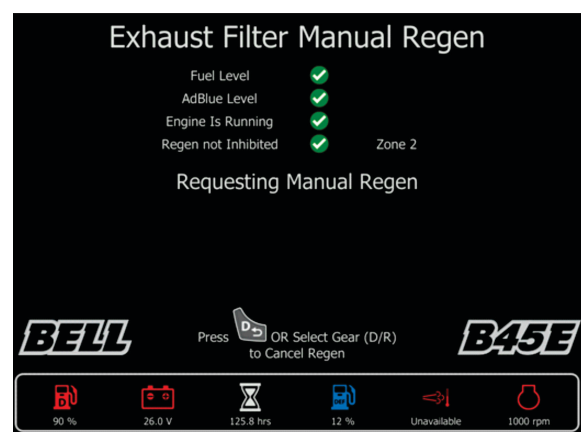 Exhaust Filter Manual Regen
Fuel Level
AdBlue Level
Engine Is Running
Regen not Inhibited Zone 2
Requesting Manual Regen
BELL
Press D OR Select Gear (D/R)
to Cancel Regen
B45E
D
DEF
90 % 26.0 V 125.8 hrs 12 % Unavailable 1000 rpm